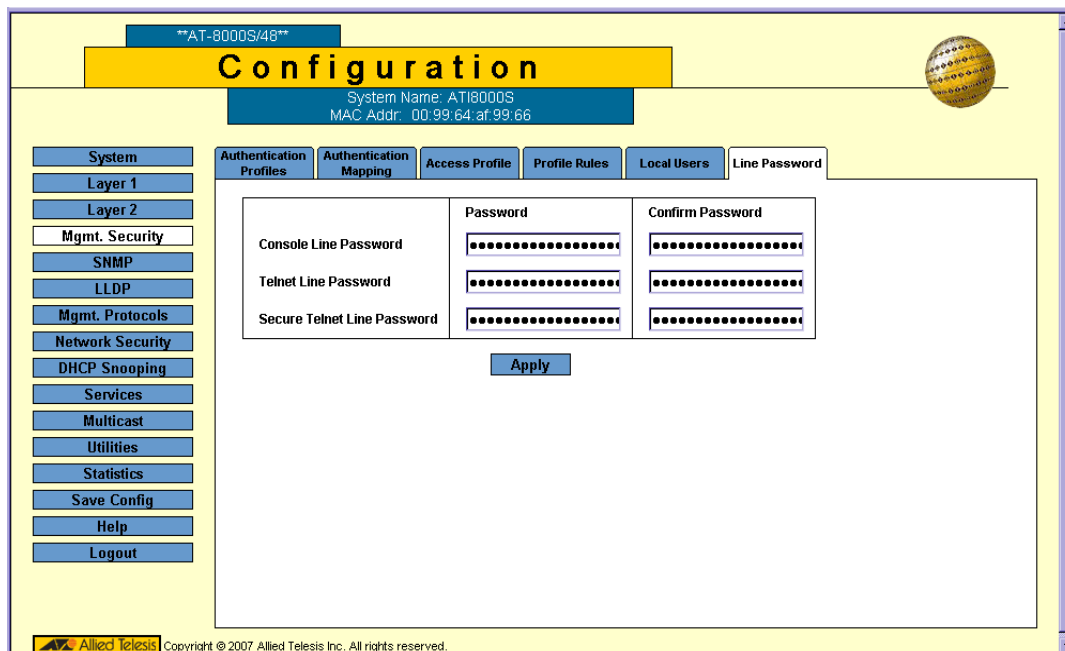 **AT-8000S/48**
Configuration
System Name: ATI8000S
MAC Addr: 00:99:64:af:99:66
System
Layer 1
Layer 2
Mgmt. Security
SNMP
LLDP
Mgmt. Protocols
Network Security
DHCP Snooping
Services
Multicast
Utilities
Statistics
Save Config
Help
Logout
Authentication Profiles
Authentication Mapping
Access Profile
Profile Rules
Local Users
Line Password
Password
Confirm Password
Console Line Password
Telnet Line Password
Secure Telnet Line Password
Apply
Allied Telesis Copyright © 2007 Allied Telesis Inc. All rights reserved.